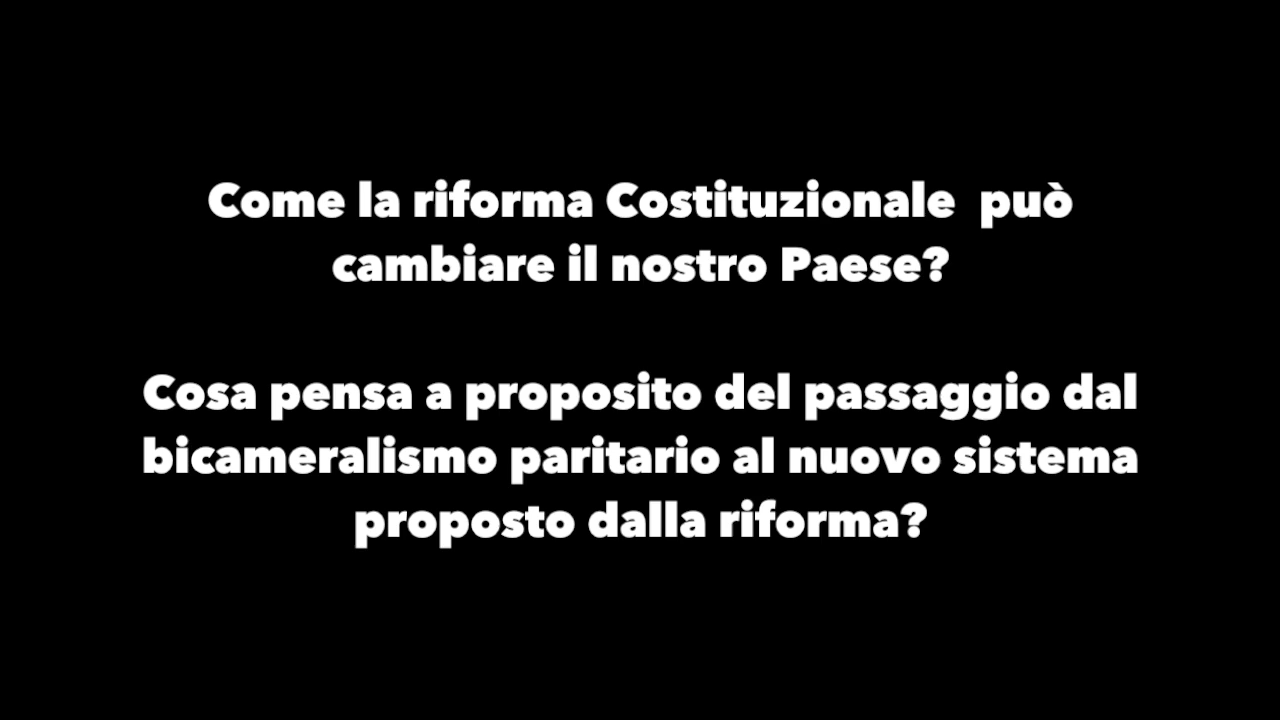 Come la riforma Costituzionale  può
cambiare il nostro Paese?
Cosa pensa a proposito del passaggio dal
bicameralismo paritario al nuovo sistema
proposto dalla riforma?